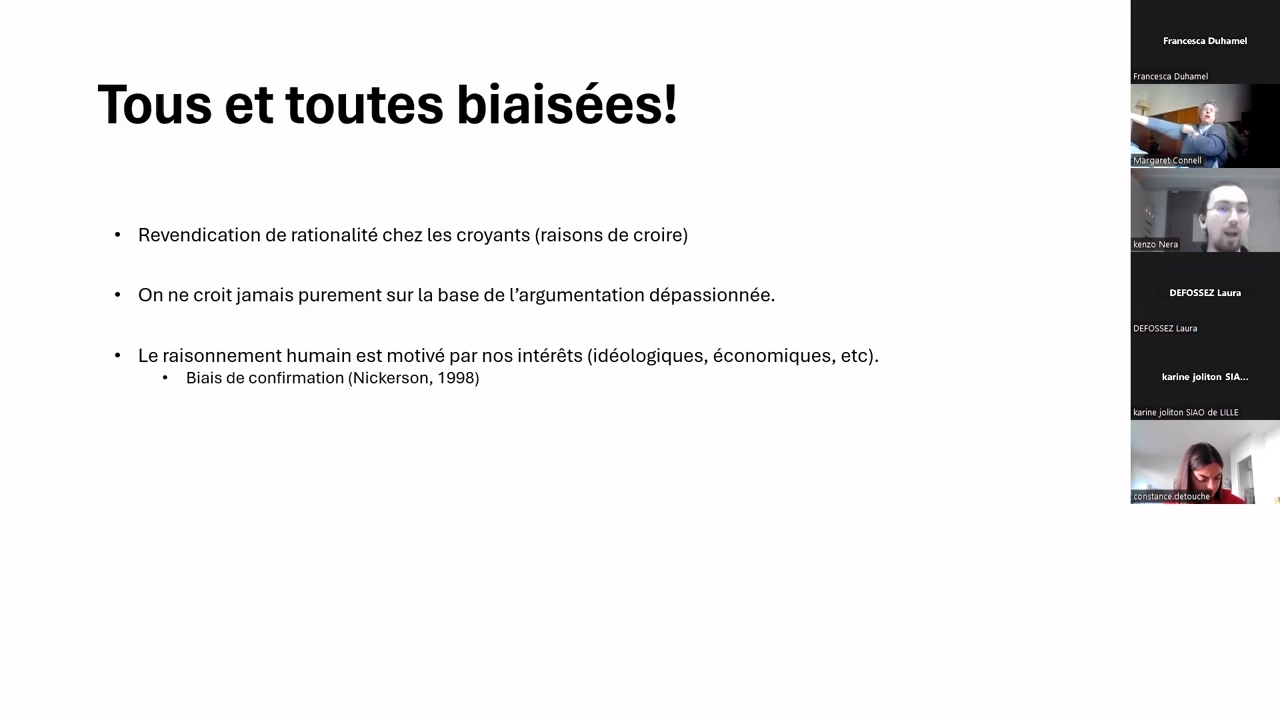 Tous et toutes biaisées!
• Revendication de rationalité chez les croyants (raisons de croire)
• On ne croit jamais purement sur la base de l’argumentation dépassionnée.
• Le raisonnement humain est motivé par nos intérêts (idéologiques, économiques, etc).
• Biais de confirmation (Nickerson, 1998)
Francesca Duhamel
Francesca Duhamel
Margaret Connell
kenzo Nera
DEFOSSEZ Laura
DEFOSSEZ Laura
karine joliton SIA...
karine joliton SIAO de LILLE
constance.detouche